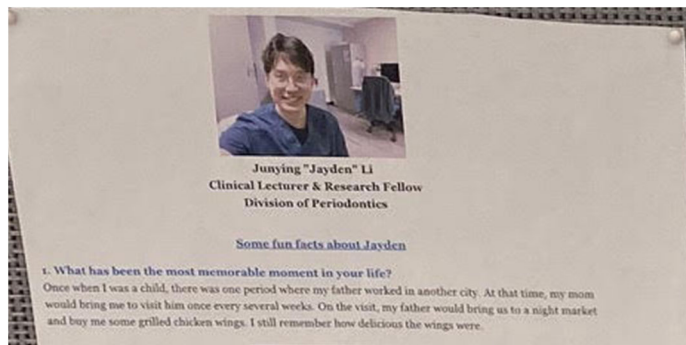 Junying "Jayden" Li
Clinical Lecturer & Research Fellow
Division of Periodontics
Some fun facts about Jayden
1. What has been the most memorable moment in your life?
Once when I was a child, there was one period where my father worked in another city. At that time, my mom
would bring me to visit him once every several weeks. On the visit, my father would bring us to a night market
and buy me some grilled chicken wings. I still remember how delicious the wings were.